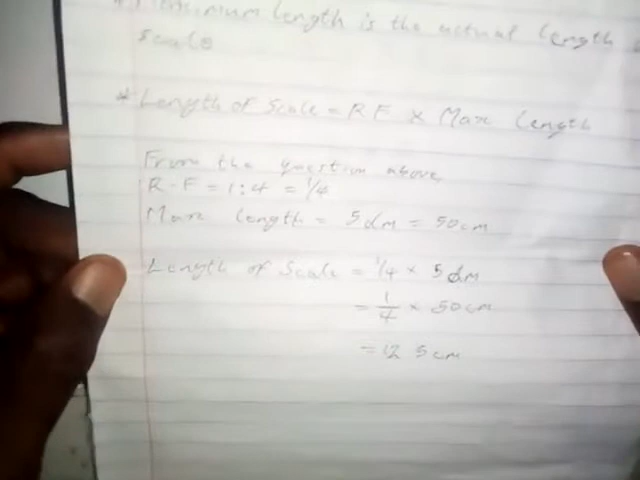 * Maximum length is the actual length
scale
* Length of Scale = R F × Max length
From the question above
R.F = 1:4 = 1/4
Max length = 5dm = 50cm
Length of Scale = 1/4 × 5dm
= 1/4 × 50cm
= 12 5cm